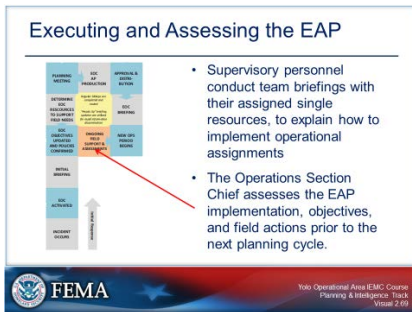 Executing and Assessing the EAP
PLANNING
MEETING
EOC
AP
PRODUCTION
APPROVAL &
DISTRI-
BUTION
DETERMINE
EOC
RESCOURCES
TO SUPPORT
FIELD NEEDS
EOC
BRIEFING
EOC
OBJECTIVES
UPDATED
AND POLICIES
CONFIRMED
ONGOING
FIELD
SUPPORT &
ASSESSMENTS
NEW OPS
PERIOD
BEGINS
INITIAL
BRIEFING
EOC
ACTIVATED
INCIDENT
OCCURS
Initial Response
• Supervisory personnel
conduct team briefings with
their assigned single
resources, to explain how to
implement operational
assignments
• The Operations Section
Chief assesses the EAP
implementation, objectives,
and field actions prior to the
next planning cycle.
FEMA
Yolo Operational Area IEMC Course
Planning & Intelligence Track
Visual 2.69